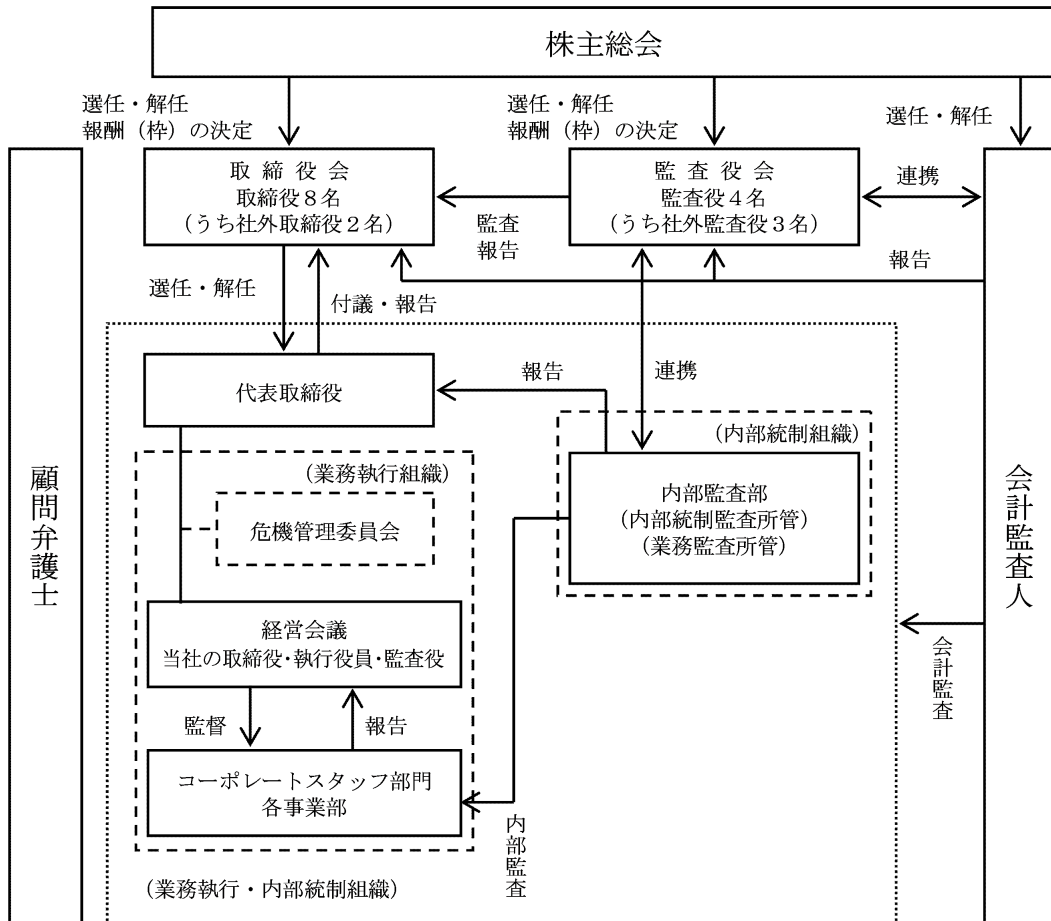 株主総会
選任・解任
報酬（枠）の決定
選任・解任
報酬（枠）の決定
選任・解任
取締役会
取締役８名
（うち社外取締役２名）
監査役会
監査役４名
（うち社外監査役３名）
連携
監査
報告
報告
選任・解任
付議・報告
代表取締役
報告
連携
（内部統制組織）
内部監査部
（内部統制監査所管）
（業務監査所管）
（業務執行組織）
危機管理委員会
経営会議
当社の取締役・執行役員・監査役
監督
報告
コーポレートスタッフ部門
各事業部
内部監査
会計監査
（業務執行・内部統制組織）
顧問弁護士
会計監査人